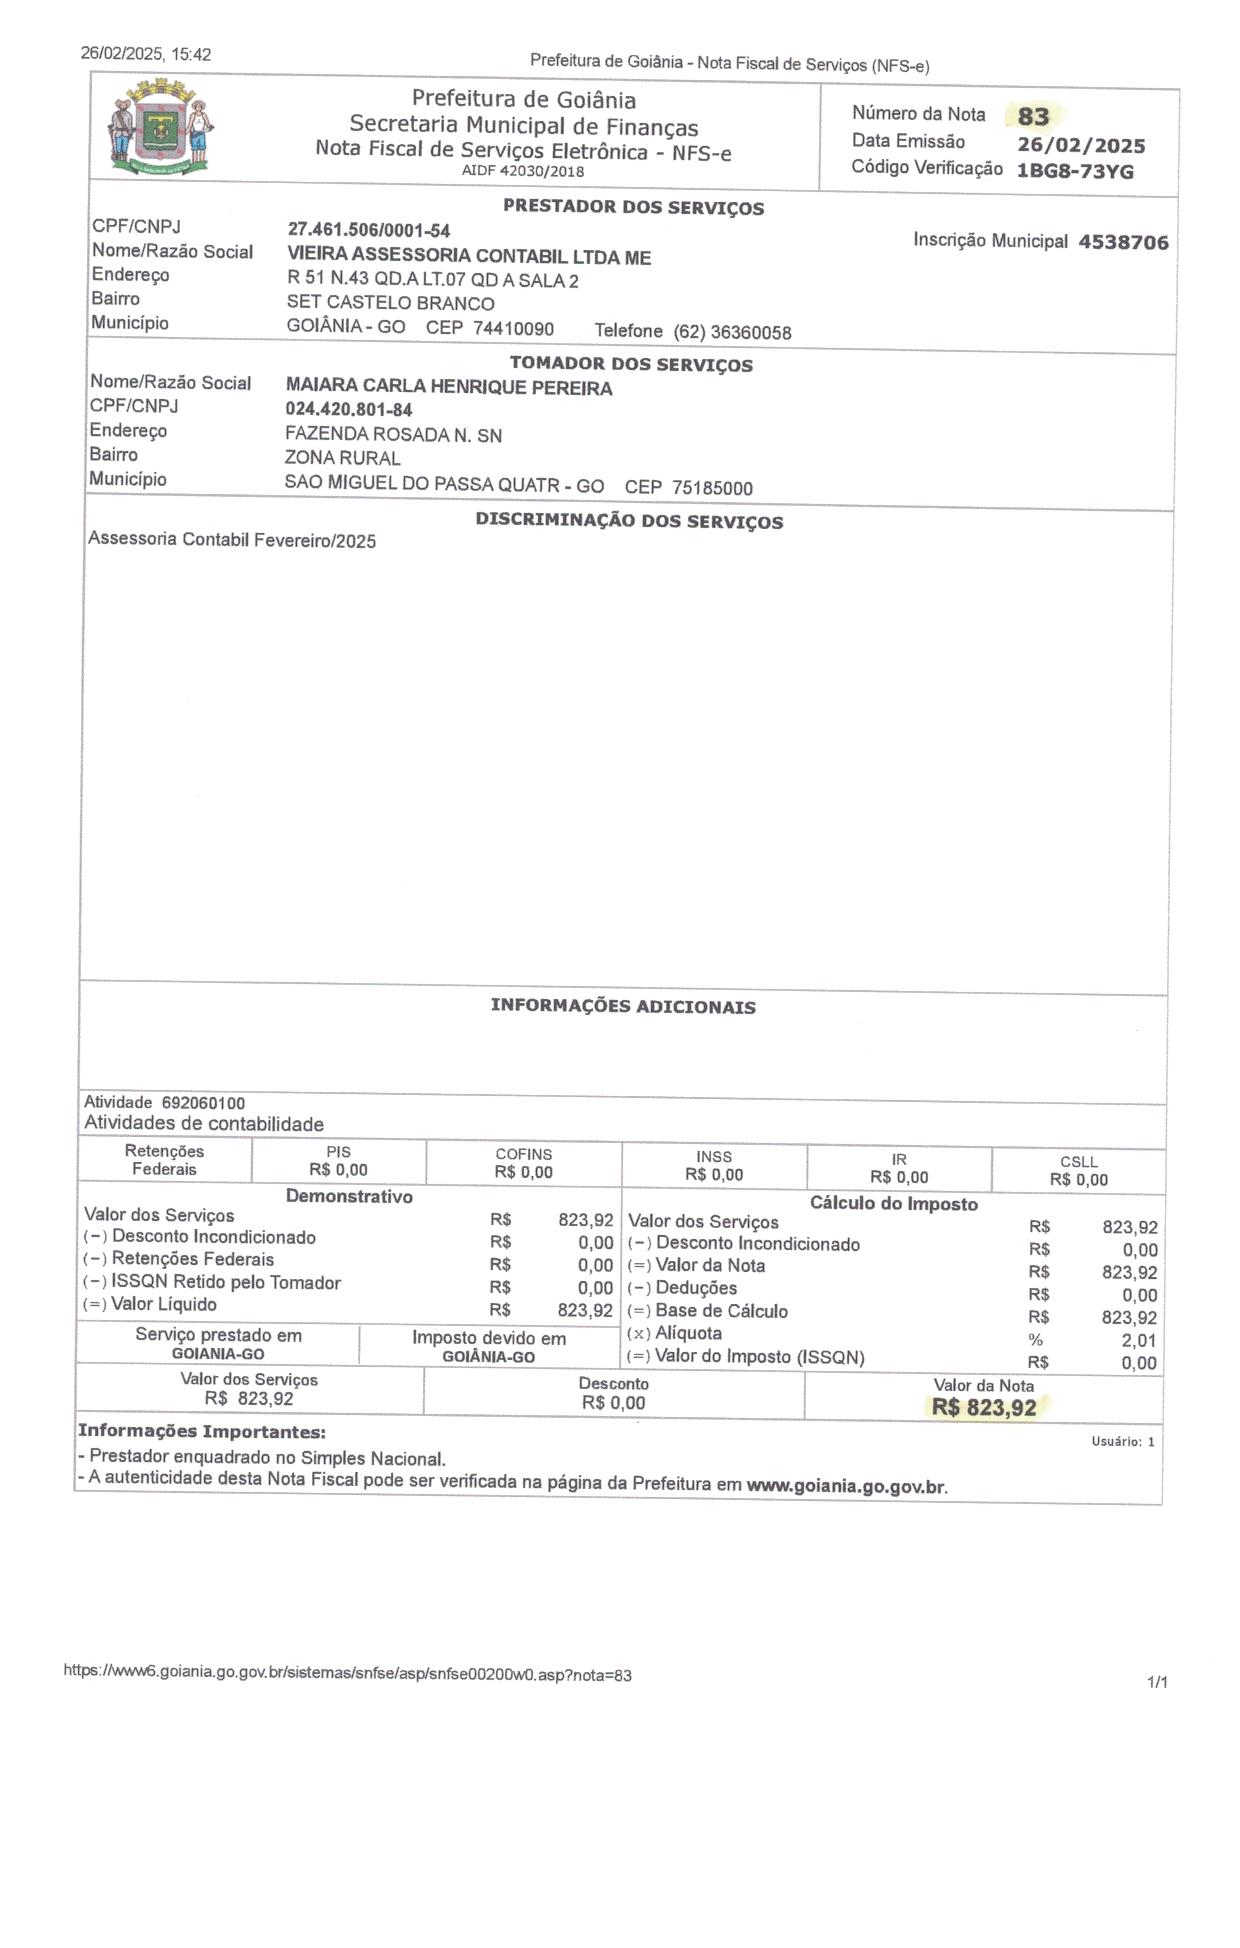 26/02/2025, 15:42
Prefeitura de Goiânia - Nota Fiscal de Serviços (NFS-e)
Prefeitura de Goiânia
Secretaria Municipal de Finanças
Nota Fiscal de Serviços Eletrônica - NFS-e
AIDF 42030/2018
Número da Nota 83
Data Emissão 26/02/2025
Código Verificação 1BG8-73YG
PRESTADOR DOS SERVIÇOS
CPF/CNPJ 27.461.506/0001-54
Inscrição Municipal 4538706
Nome/Razão Social VIEIRA ASSESSORIA CONTABIL LTDA ME
Endereço R 51 N.43 QD.A LT.07 QD A SALA 2
Bairro SET CASTELO BRANCO
Município GOIÂNIA - GO CEP 74410090 Telefone (62) 36360058
TOMADOR DOS SERVIÇOS
Nome/Razão Social MAIARA CARLA HENRIQUE PEREIRA
CPF/CNPJ 024.420.801-84
Endereço FAZENDA ROSADA N. SN
Bairro ZONA RURAL
Município SAO MIGUEL DO PASSA QUATR - GO CEP 75185000
DISCRIMINAÇÃO DOS SERVIÇOS
Assessoria Contabil Fevereiro/2025
INFORMAÇÕES ADICIONAIS
Atividade 692060100
Atividades de contabilidade
Retenções Federais
PIS R$ 0,00
COFINS R$ 0,00
INSS R$ 0,00
IR R$ 0,00
CSLL R$ 0,00
Demonstrativo
Valor dos Serviços R$ 823,92
(-) Desconto Incondicionado R$ 0,00
(-) Retenções Federais R$ 0,00
(-) ISSQN Retido pelo Tomador R$ 0,00
(=) Valor Líquido R$ 823,92
Serviço prestado em
GOIANIA-GO
Imposto devido em
GOIÂNIA-GO
Cálculo do Imposto
Valor dos Serviços R$ 823,92
(-) Desconto Incondicionado R$ 0,00
(=) Valor da Nota R$ 823,92
(-) Deduções R$ 0,00
(=) Base de Cálculo R$ 823,92
(x) Alíquota % 2,01
(=) Valor do Imposto (ISSQN) R$ 0,00
Valor dos Serviços
R$ 823,92
Desconto
R$ 0,00
Valor da Nota
R$ 823,92
Informações Importantes:
Usuário: 1
- Prestador enquadrado no Simples Nacional.
- A autenticidade desta Nota Fiscal pode ser verificada na página da Prefeitura em www.goiania.go.gov.br.
https://www6.goiania.go.gov.br/sistemas/snfse/asp/snfse00200w0.asp?nota=83
1/1